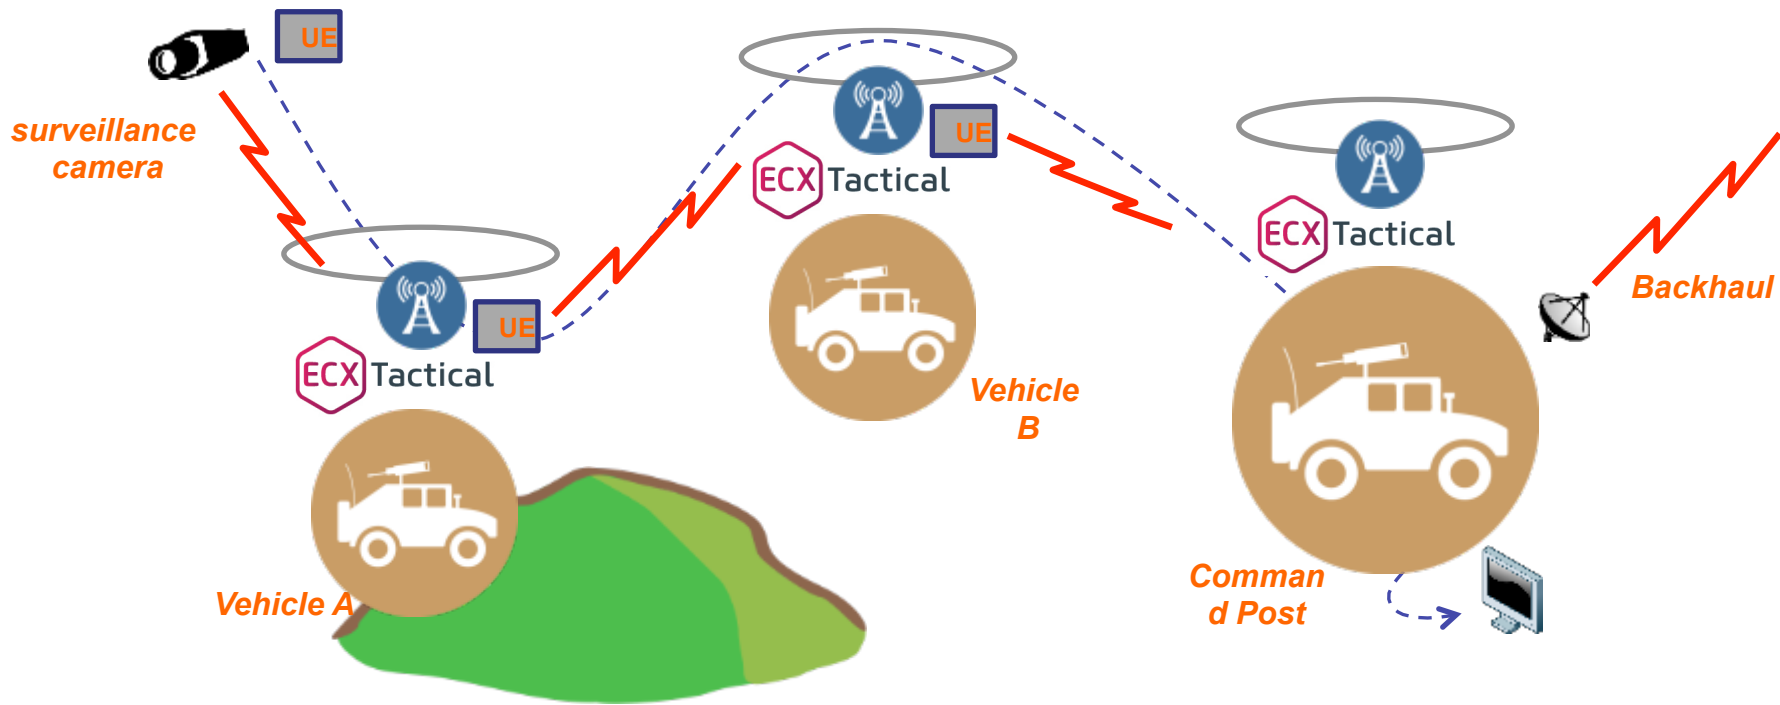 UE
surveillance
camera
UE
ECX Tactical
UE
ECX Tactical
Vehicle A
Vehicle
B
ECX Tactical
Backhaul
Comman
d Post